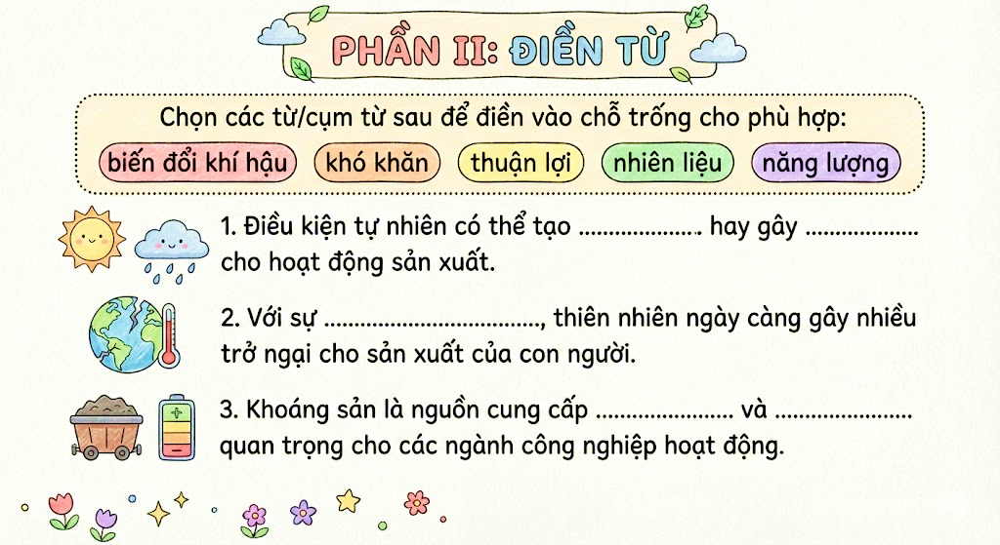 PHẦN II: ĐIỀN TỪ
Chọn các từ/cụm từ sau để điền vào chỗ trống cho phù hợp:
biến đổi khí hậu khó khăn thuận lợi nhiên liệu năng lượng
1. Điều kiện tự nhiên có thể tạo .................... hay gây ...................
cho hoạt động sản xuất.
2. Với sự ...................................., thiên nhiên ngày càng gây nhiều
trở ngại cho sản xuất của con người.
3. Khoáng sản là nguồn cung cấp ....................... và .......................
quan trọng cho các ngành công nghiệp hoạt động.